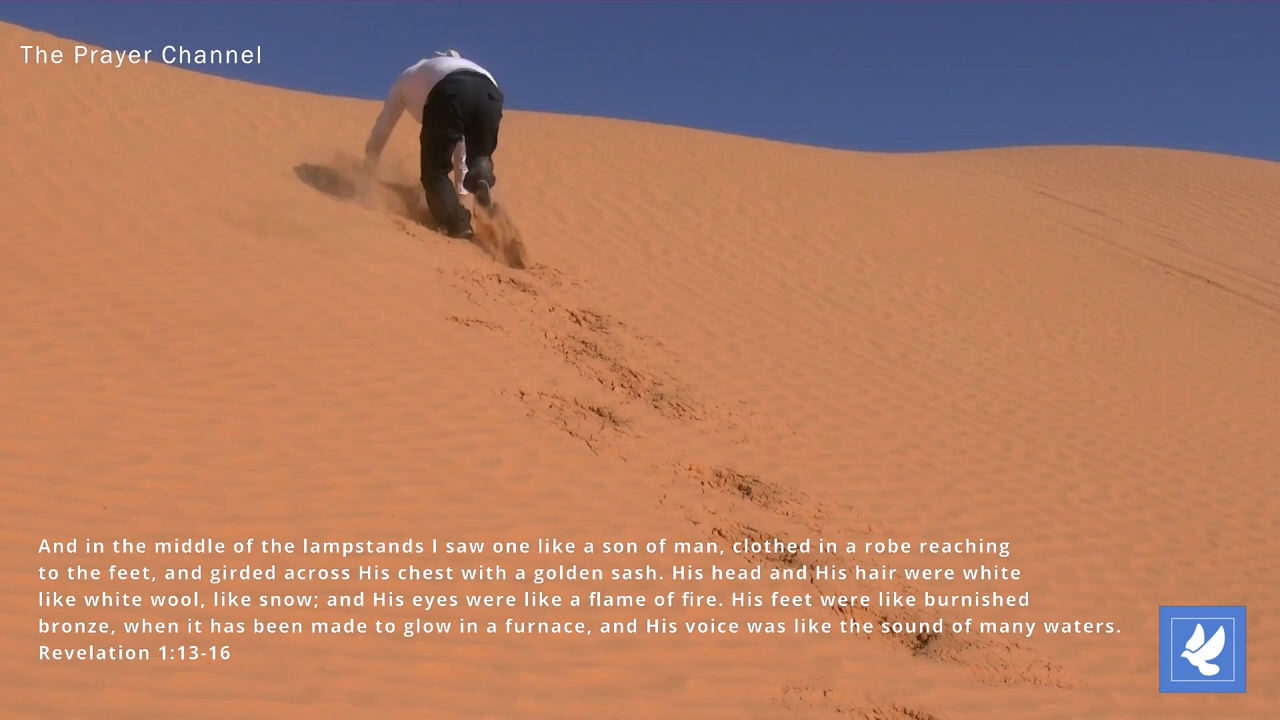 The Prayer Channel
And in the middle of the lampstands I saw one like a son of man, clothed in a robe reaching
to the feet, and girded across His chest with a golden sash. His head and His hair were white
like white wool, like snow; and His eyes were like a flame of fire. His feet were like burnished
bronze, when it has been made to glow in a furnace, and His voice was like the sound of many waters.
Revelation 1:13-16